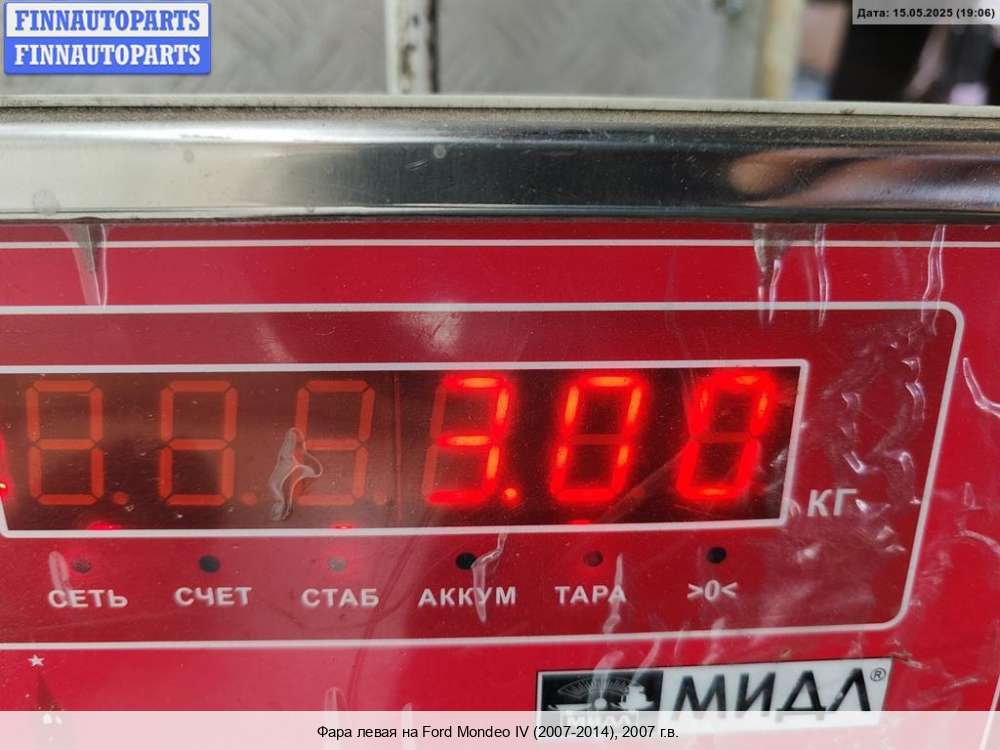 FINNAUTOPARTS
FINNAUTOPARTS
Дата: 15.05.2025 (19:06)
3.00
КГ
СЕТЬ СЧЕТ СТАБ АККУМ ТАРА >0<
МИДЛ®
МИДЛ
Фара левая на Ford Mondeo IV (2007-2014), 2007 г.в.